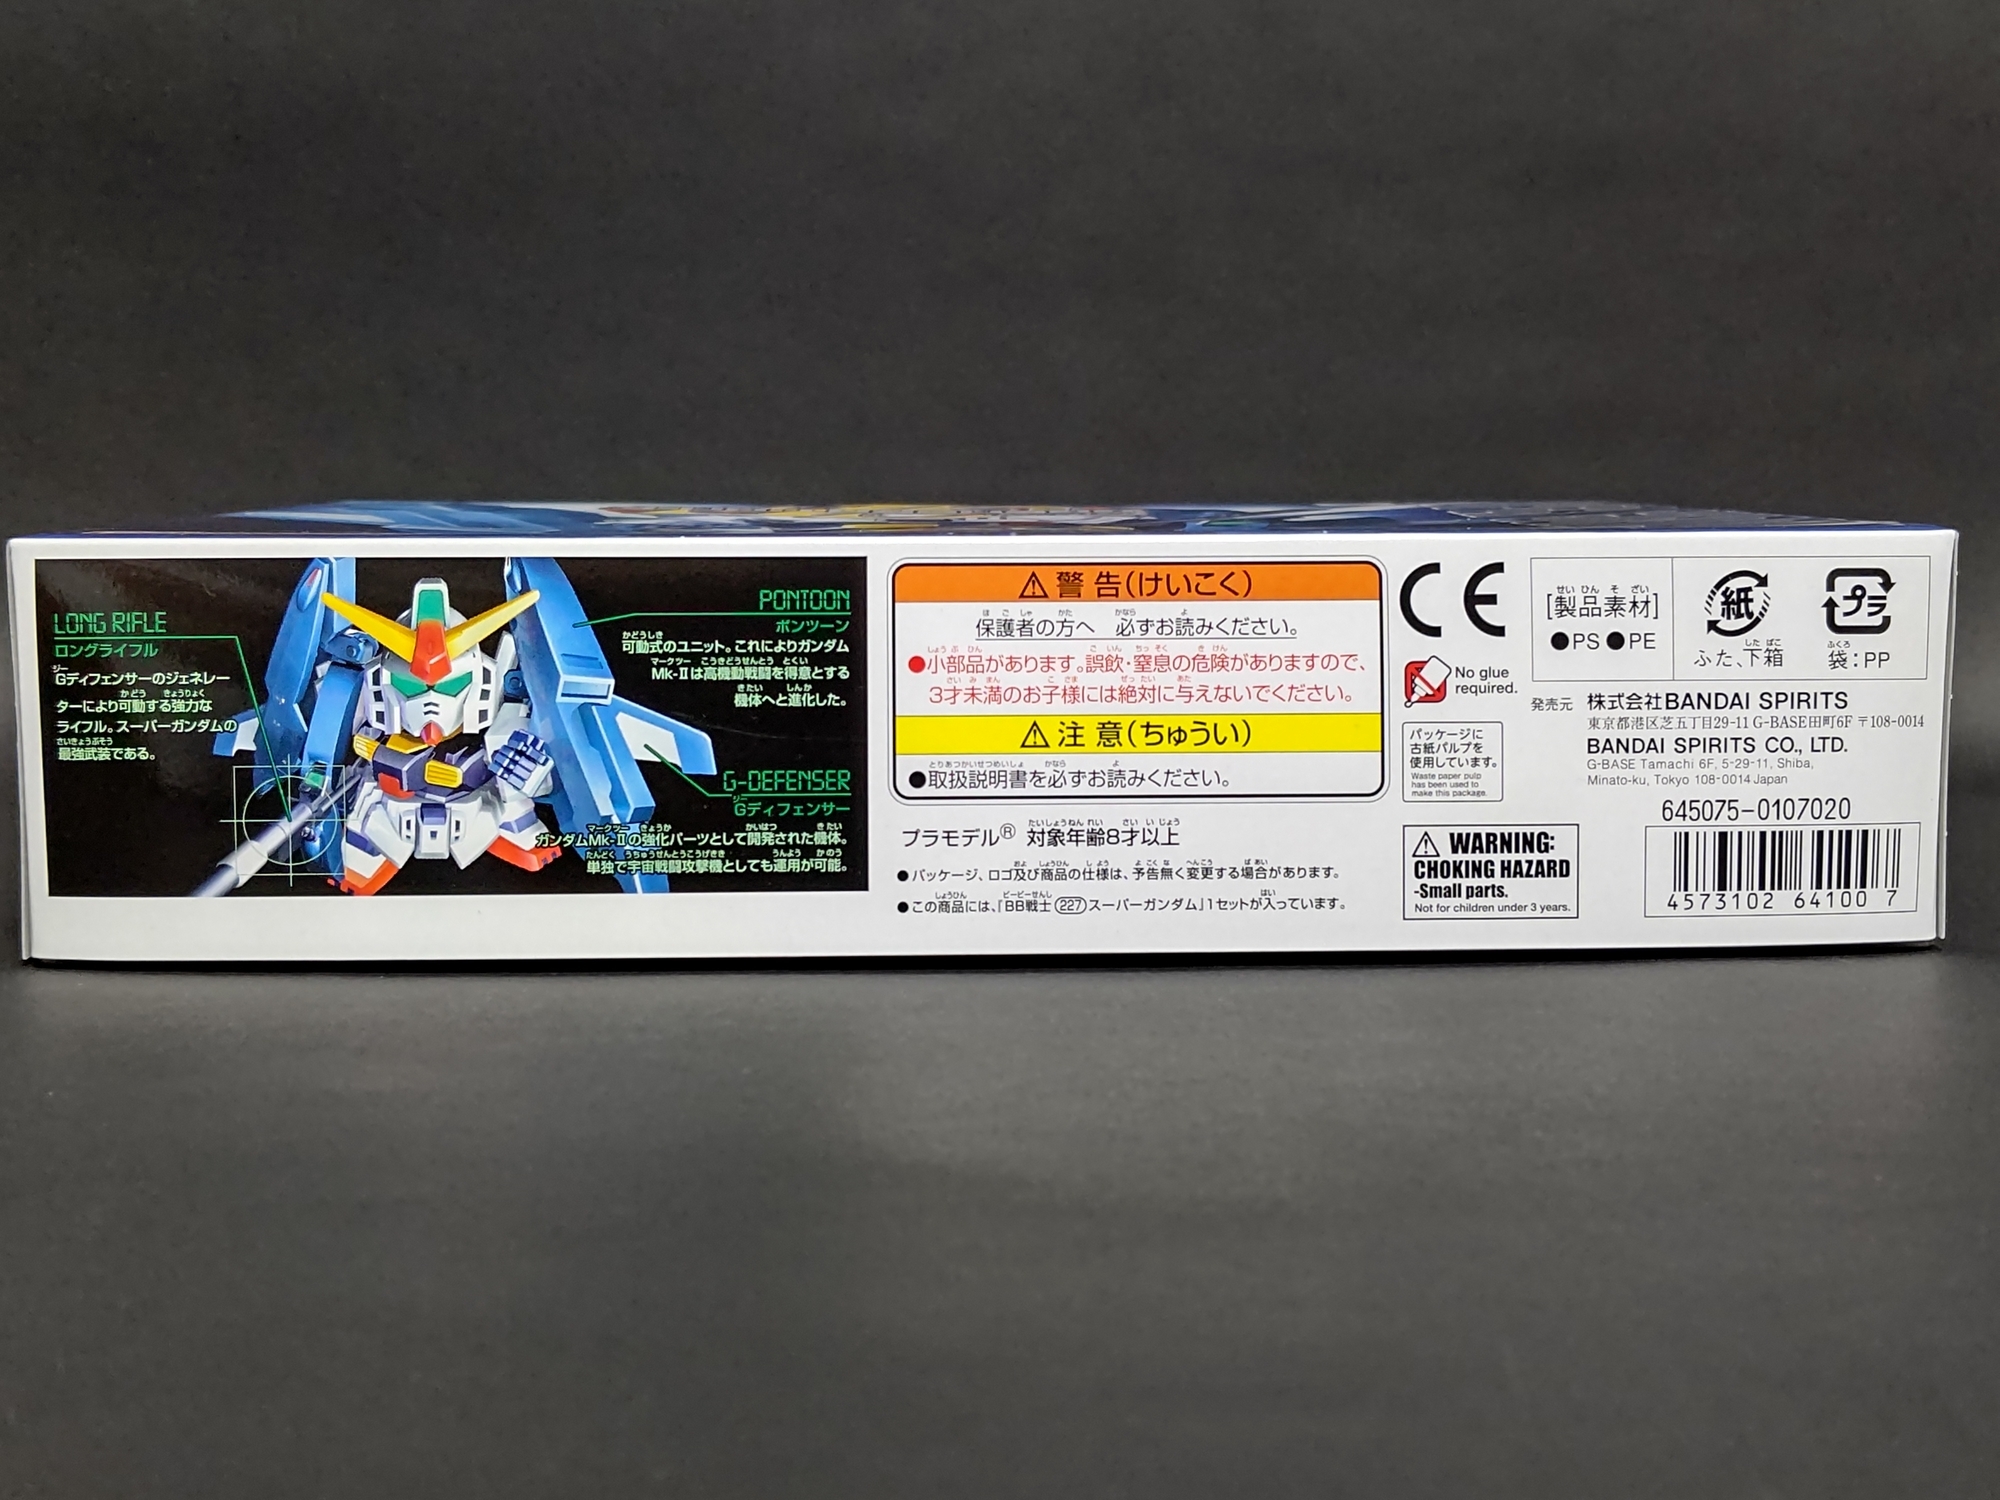 LONG RIFLE
ロングライフル
Gディフェンサーのジェネレー
ターにより可動する強力な
ライフル。スーパーガンダムの
最強武装である。
PONTOON
ポンツーン
可動式のユニット。これによりガンダム
Mk-Ⅱは高機動戦闘を得意とする
機体へと進化した。
G-DEFENSER
Gディフェンサー
ガンダムMk-Ⅱの強化パーツとして開発された機体。
単独で宇宙戦闘攻撃機としても運用が可能。
警告(けいこく)
保護者の方へ 必ずお読みください。
●小部品があります。誤飲・窒息の危険がありますので、
3才未満のお子様には絶対に与えないでください。
注意(ちゅうい)
●取扱説明書を必ずお読みください。
プラモデル® 対象年齢8才以上
●パッケージ、ロゴ及び商品の仕様は、予告無く変更する場合があります。
●この商品には、「BB戦士(227)スーパーガンダム」1セットが入っています。
CE
No glue
required.
パッケージに
古紙パルプを
使用しています。
Waste paper pulp
has been used to
make this package.
WARNING:
CHOKING HAZARD
-Small parts.
Not for children under 3 years.
[製品素材]
●PS ●PE
紙
ふた、下箱
プラ
袋:PP
発売元 株式会社BANDAI SPIRITS
東京都港区芝五丁目29-11 G-BASE田町6F 〒108-0014
BANDAI SPIRITS CO., LTD.
G-BASE Tamachi 6F, 5-29-11, Shiba,
Minato-ku, Tokyo 108-0014 Japan
645075-0107020
4573102 64100 7